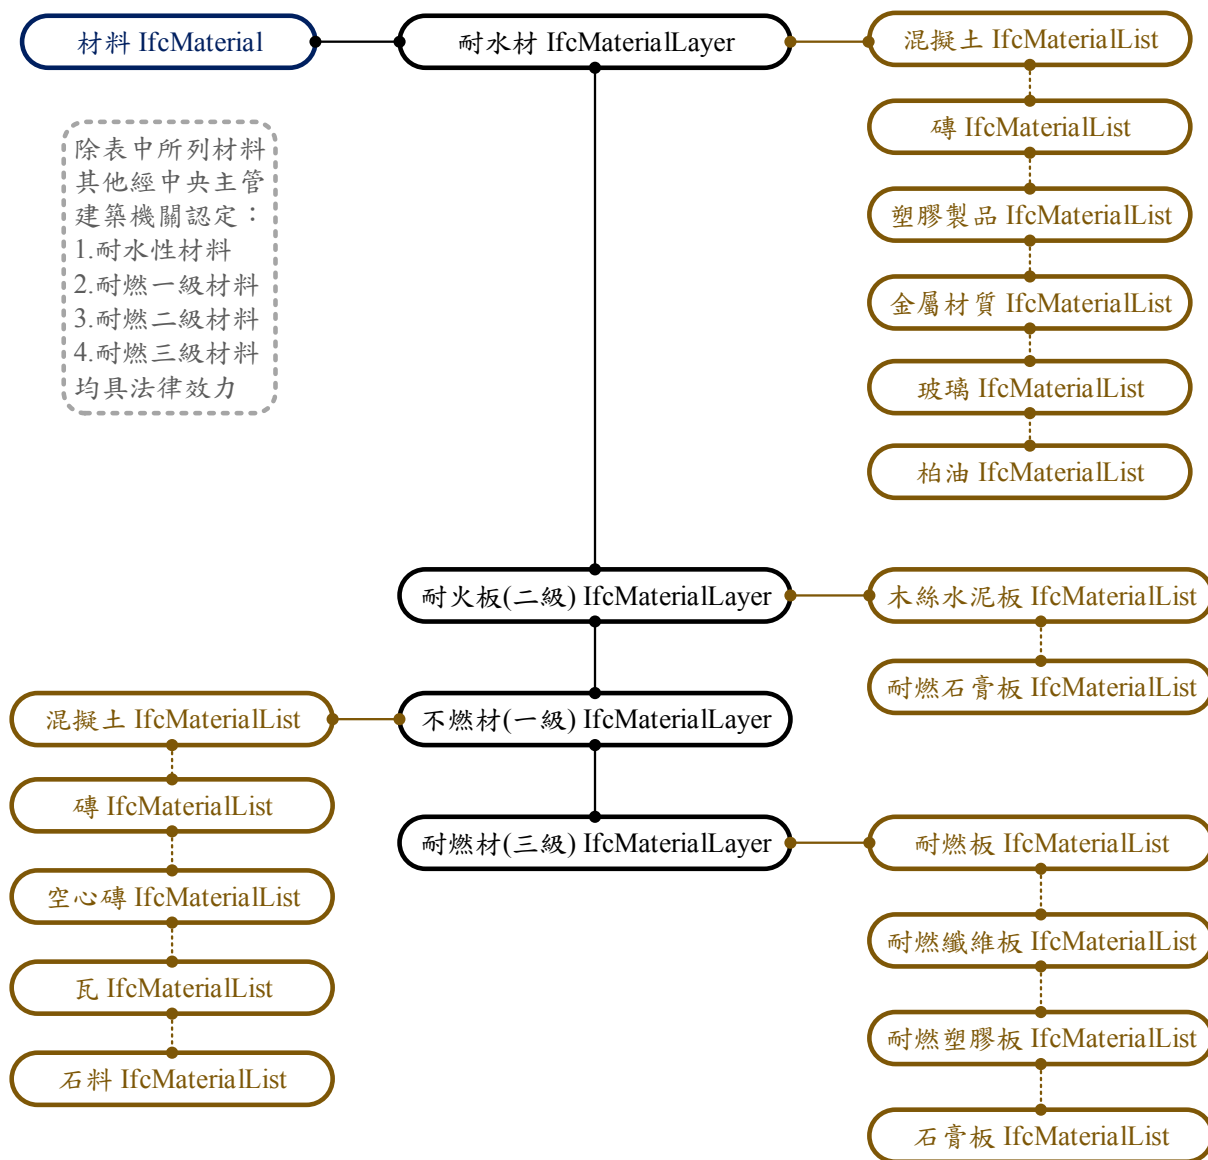 材料 IfcMaterial
耐水材 IfcMaterialLayer
混擬土 IfcMaterialList
磚 IfcMaterialList
塑膠製品 IfcMaterialList
金屬材質 IfcMaterialList
玻璃 IfcMaterialList
柏油 IfcMaterialList
除表中所列材料
其他經中央主管
建築機關認定：
1.耐水性材料
2.耐燃一級材料
3.耐燃二級材料
4.耐燃三級材料
均具法律效力
耐火板(二級) IfcMaterialLayer
木絲水泥板 IfcMaterialList
耐燃石膏板 IfcMaterialList
不燃材(一級) IfcMaterialLayer
混擬土 IfcMaterialList
磚 IfcMaterialList
空心磚 IfcMaterialList
瓦 IfcMaterialList
石料 IfcMaterialList
耐燃材(三級) IfcMaterialLayer
耐燃板 IfcMaterialList
耐燃纖維板 IfcMaterialList
耐燃塑膠板 IfcMaterialList
石膏板 IfcMaterialList